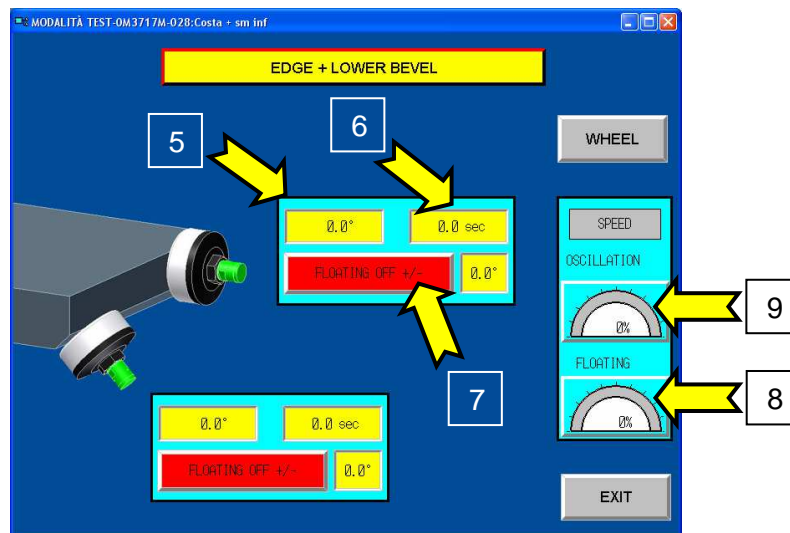 MODALITÀ TEST-OM3717M-028:Costa + sm inf
EDGE + LOWER BEVEL
5
6
WHEEL
0.0°
0.0 sec
FLOATING OFF +/-
0.0°
SPEED
OSCILLATION
0%
9
FLOATING
0%
8
7
0.0°
0.0 sec
FLOATING OFF +/-
0.0°
EXIT